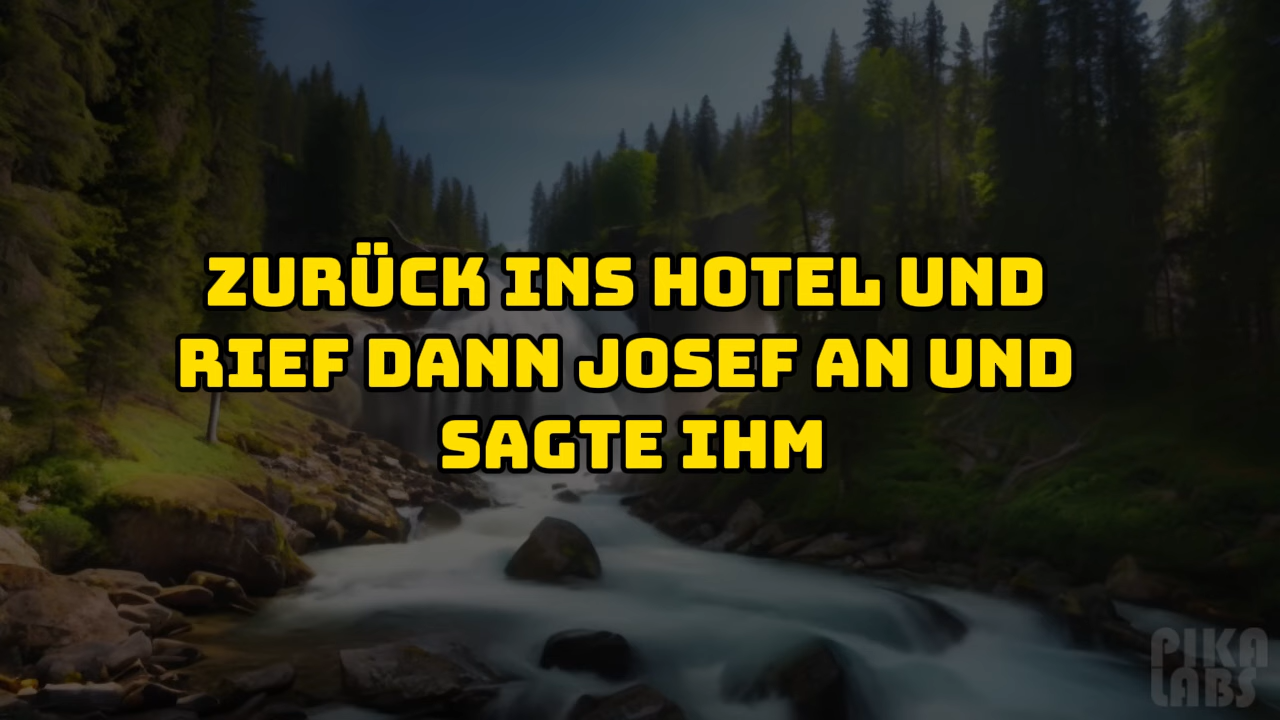 ZURÜCK INS HOTEL UND
RIEF DANN JOSEF AN UND
SAGTE IHM
PIKA
LABS